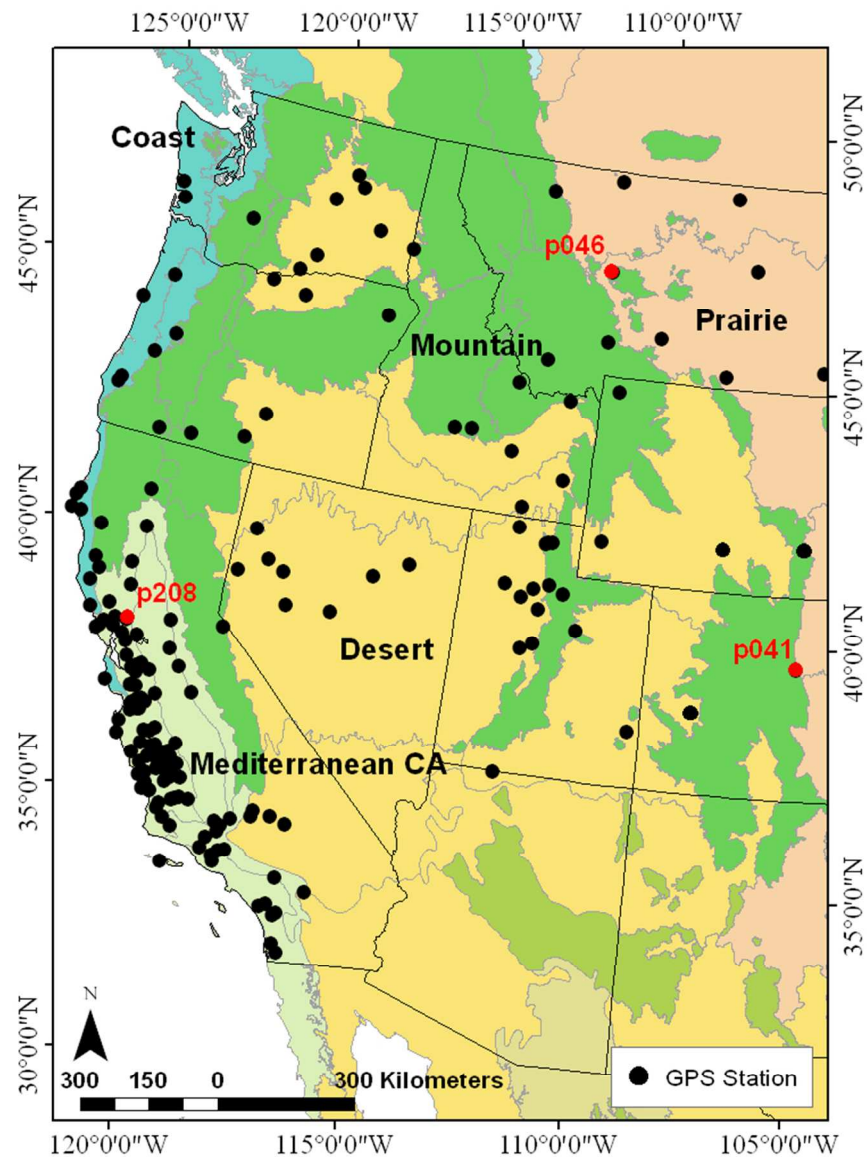 125°0'0"W 120°0'0"W 115°0'0"W 110°0'0"W
Coast
50°0'0"N
45°0'0"N
p046
Prairie
Mountain
45°0'0"N
40°0'0"N
p208
Desert
p041
40°0'0"N
Mediterranean CA
35°0'0"N
35°0'0"N
30°0'0"N
N
300 150 0 300 Kilometers
GPS Station
120°0'0"W 115°0'0"W 110°0'0"W 105°0'0"W